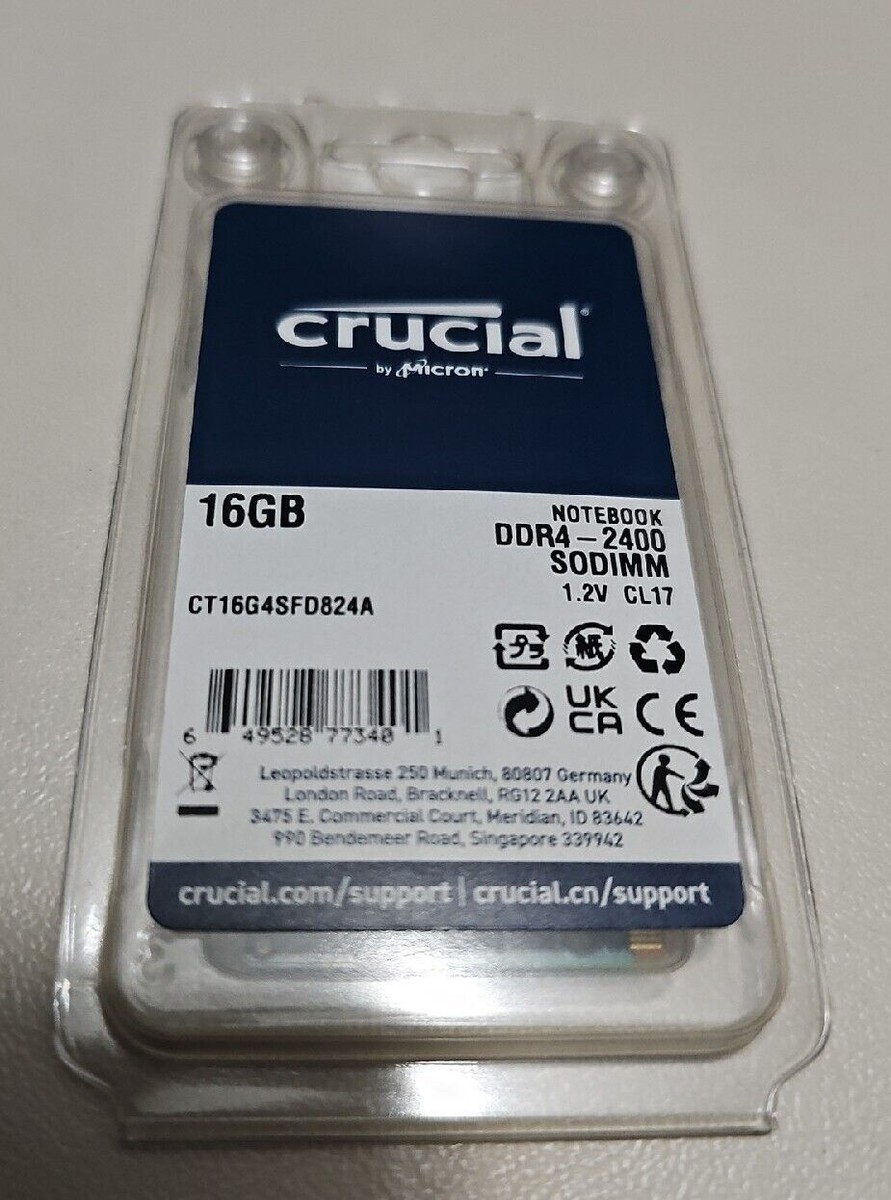 crucial®
by Micron®
16GB
NOTEBOOK
DDR4-2400
SODIMM
1.2V CL17
CT16G4SFD824A
プラ
紙
UK
CA
CE
6 49528 77340 1
Leopoldstrasse 250 Munich, 80807 Germany
London Road, Bracknell, RG12 2AA UK
3475 E. Commercial Court, Meridian, ID 83642
990 Bendemeer Road, Singapore 339942
crucial.com/support | crucial.cn/support